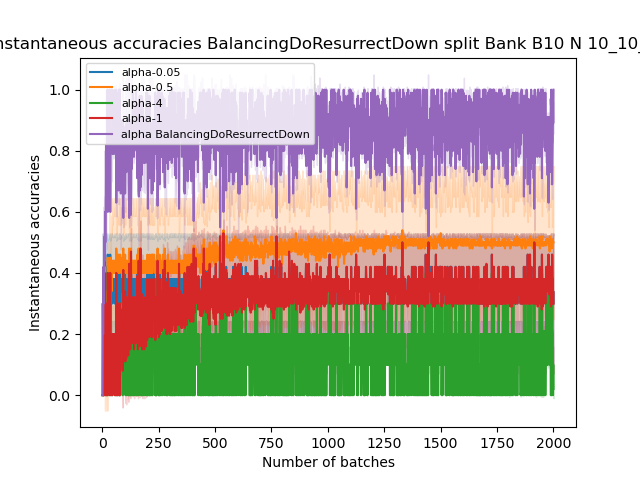 nstantaneous accuracies BalancingDoResurrectDown split Bank B10 N 10_10_
alpha-0.05
alpha-0.5
alpha-4
alpha-1
alpha BalancingDoResurrectDown
1.0
0.8
0.6
0.4
0.2
0.0
Instantaneous accuracies
0 250 500 750 1000 1250 1500 1750 2000
Number of batches